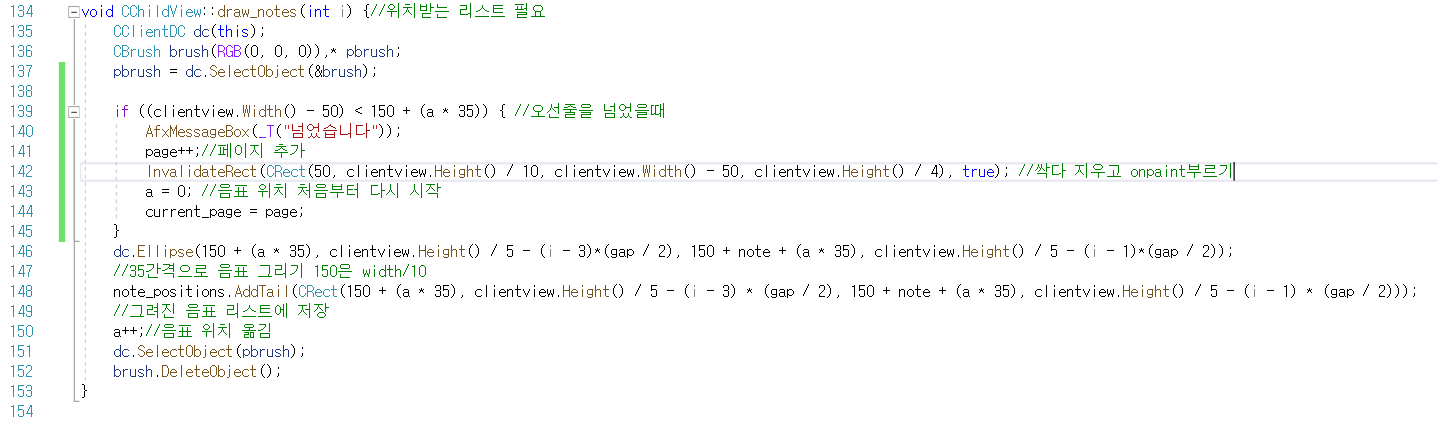 134 void CChildView::draw_notes(int i) {//위치받는 리스트 필요
135 CClientDC dc(this);
136 CBrush brush(RGB(0, 0, 0)),* pbrush;
137 pbrush = dc.SelectObject(&brush);
138
139 if ((clientview.Width() - 50) < 150 + (a * 35)) { //오선줄을 넘었을때
140 AfxMessageBox(_T("넘었습니다"));
141 page++;//페이지 추가
142 InvalidateRect(CRect(50, clientview.Height() / 10, clientview.Width() - 50, clientview.Height() / 4), true); //싹다 지우고 onpaint부르기
143 a = 0; //음표 위치 처음부터 다시 시작
144 current_page = page;
145 }
146 dc.Ellipse(150 + (a * 35), clientview.Height() / 5 - (i - 3)*(gap / 2), 150 + note + (a * 35), clientview.Height() / 5 - (i - 1)*(gap / 2));
147 //35간격으로 음표 그리기 150은 width/10
148 note_positions.AddTail(CRect(150 + (a * 35), clientview.Height() / 5 - (i - 3) * (gap / 2), 150 + note + (a * 35), clientview.Height() / 5 - (i - 1) * (gap / 2)));
149 //그려진 음표 리스트에 저장
150 a++;//음표 위치 옮김
151 dc.SelectObject(pbrush);
152 brush.DeleteObject();
153 }
154